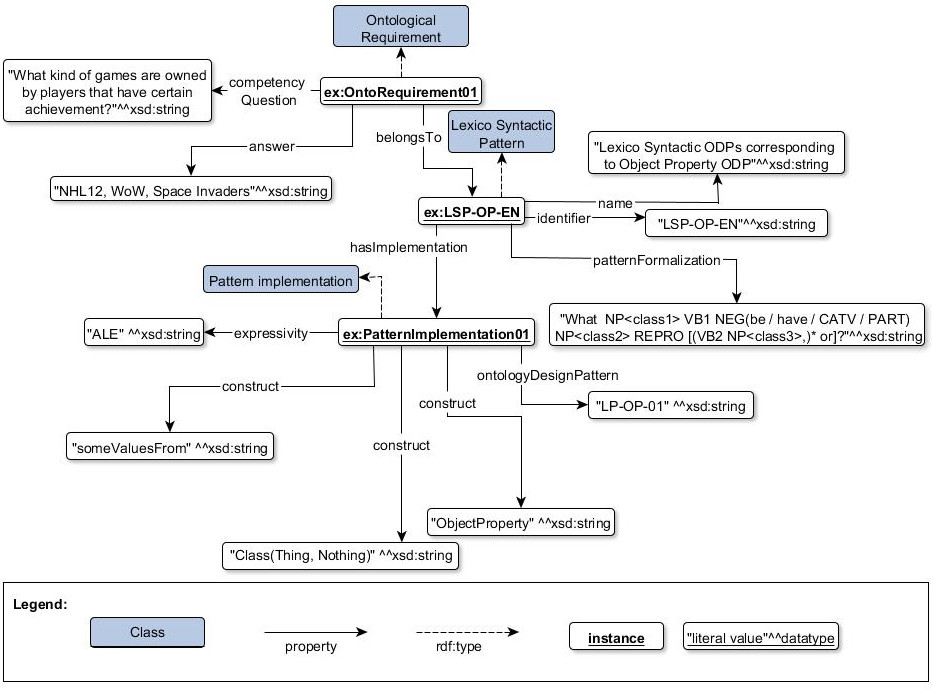 Ontological
Requirement
"What kind of games are owned
by players that have certain
achievement?"^^xsd:string
competency
Question
ex:OntoRequirement01
belongsTo
Lexico Syntactic
Pattern
answer
"NHL12, WoW, Space Invaders"^^xsd:string
"Lexico Syntactic ODPs corresponding
to Object Property ODP"^^xsd:string
ex:LSP-OP-EN
name
identifier
"LSP-OP-EN"^^xsd:string
hasImplementation
patternFormalization
Pattern implementation
"What  NP<class1> VB1 NEG(be / have / CATV / PART)
NP<class2> REPRO [(VB2 NP<class3>,)* or]?"^^xsd:string
"ALE" ^^xsd:string
expressivity
ex:PatternImplementation01
ontologyDesignPattern
construct
construct
"LP-OP-01" ^^xsd:string
"someValuesFrom" ^^xsd:string
construct
"ObjectProperty" ^^xsd:string
"Class(Thing, Nothing)" ^^xsd:string
Legend:
Class
property
rdf:type
instance
"literal value"^^datatype